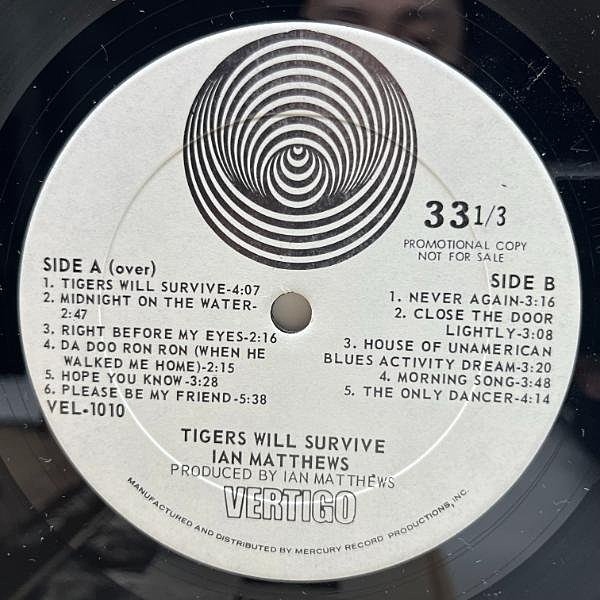 33 1/3
PROMOTIONAL COPY
NOT FOR SALE
SIDE A (over)
1. TIGERS WILL SURVIVE-4:07
2. MIDNIGHT ON THE WATER-
2:47
3. RIGHT BEFORE MY EYES-2:16
4. DA DOO RON RON (WHEN HE
WALKED ME HOME)-2:15
5. HOPE YOU KNOW-3:28
6. PLEASE BE MY FRIEND-5:38
VEL-1010
SIDE B
1. NEVER AGAIN-3:16
2. CLOSE THE DOOR
LIGHTLY-3:08
3. HOUSE OF UNAMERICAN
BLUES ACTIVITY DREAM-3:20
4. MORNING SONG-3:48
5. THE ONLY DANCER-4:14
TIGERS WILL SURVIVE
IAN MATTHEWS
PRODUCED BY IAN MATTHEWS
VERTIGO
MANUFACTURED AND DISTRIBUTED BY MERCURY RECORD PRODUCTIONS, INC.